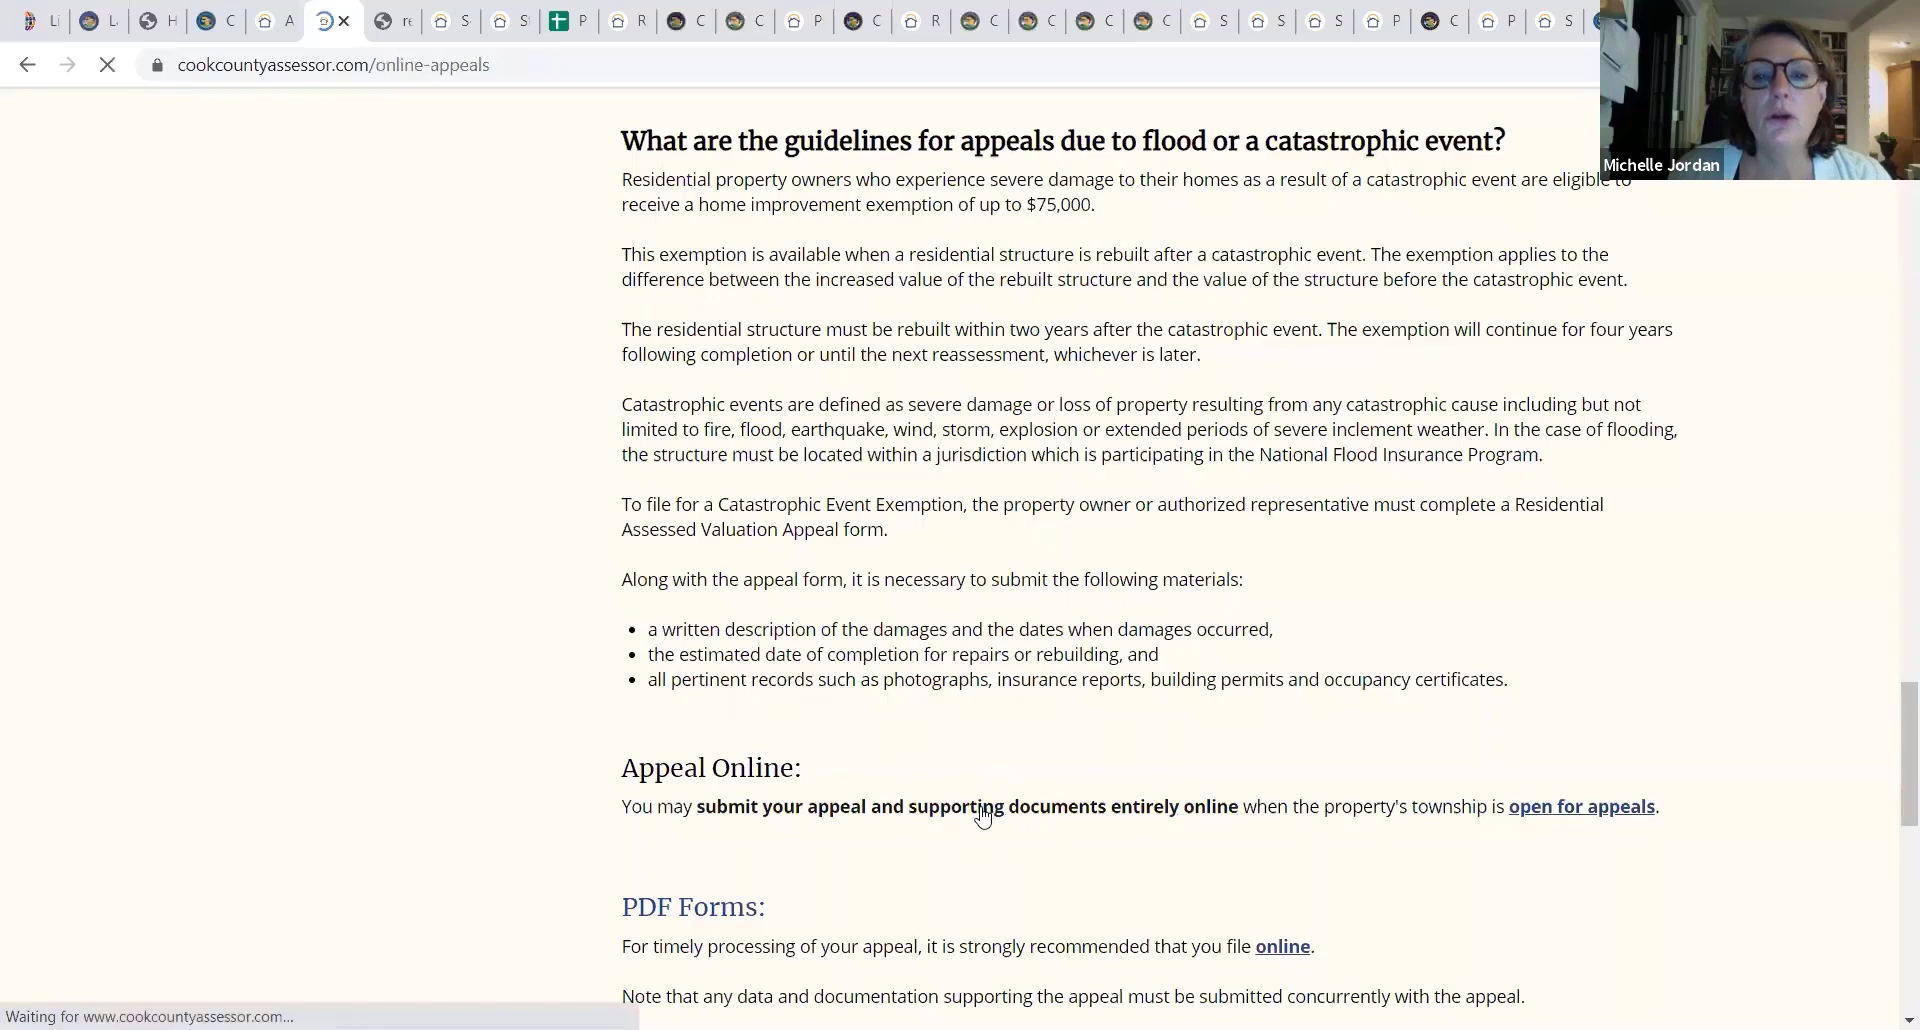 Li
L
H
C
A
re
S
S
P
R
C
C
P
C
R
C
C
C
C
S
S
S
P
C
P
S
cookcountyassessor.com/online-appeals
Michelle Jordan
What are the guidelines for appeals due to flood or a catastrophic event?
Residential property owners who experience severe damage to their homes as a result of a catastrophic event are eligible to
receive a home improvement exemption of up to $75,000.
This exemption is available when a residential structure is rebuilt after a catastrophic event. The exemption applies to the
difference between the increased value of the rebuilt structure and the value of the structure before the catastrophic event.
The residential structure must be rebuilt within two years after the catastrophic event. The exemption will continue for four years
following completion or until the next reassessment, whichever is later.
Catastrophic events are defined as severe damage or loss of property resulting from any catastrophic cause including but not
limited to fire, flood, earthquake, wind, storm, explosion or extended periods of severe inclement weather. In the case of flooding,
the structure must be located within a jurisdiction which is participating in the National Flood Insurance Program.
To file for a Catastrophic Event Exemption, the property owner or authorized representative must complete a Residential
Assessed Valuation Appeal form.
Along with the appeal form, it is necessary to submit the following materials:
• a written description of the damages and the dates when damages occurred,
• the estimated date of completion for repairs or rebuilding, and
• all pertinent records such as photographs, insurance reports, building permits and occupancy certificates.
Appeal Online:
You may submit your appeal and supporting documents entirely online when the property's township is open for appeals.
PDF Forms:
For timely processing of your appeal, it is strongly recommended that you file online.
Note that any data and documentation supporting the appeal must be submitted concurrently with the appeal.
Waiting for www.cookcountyassessor.com...